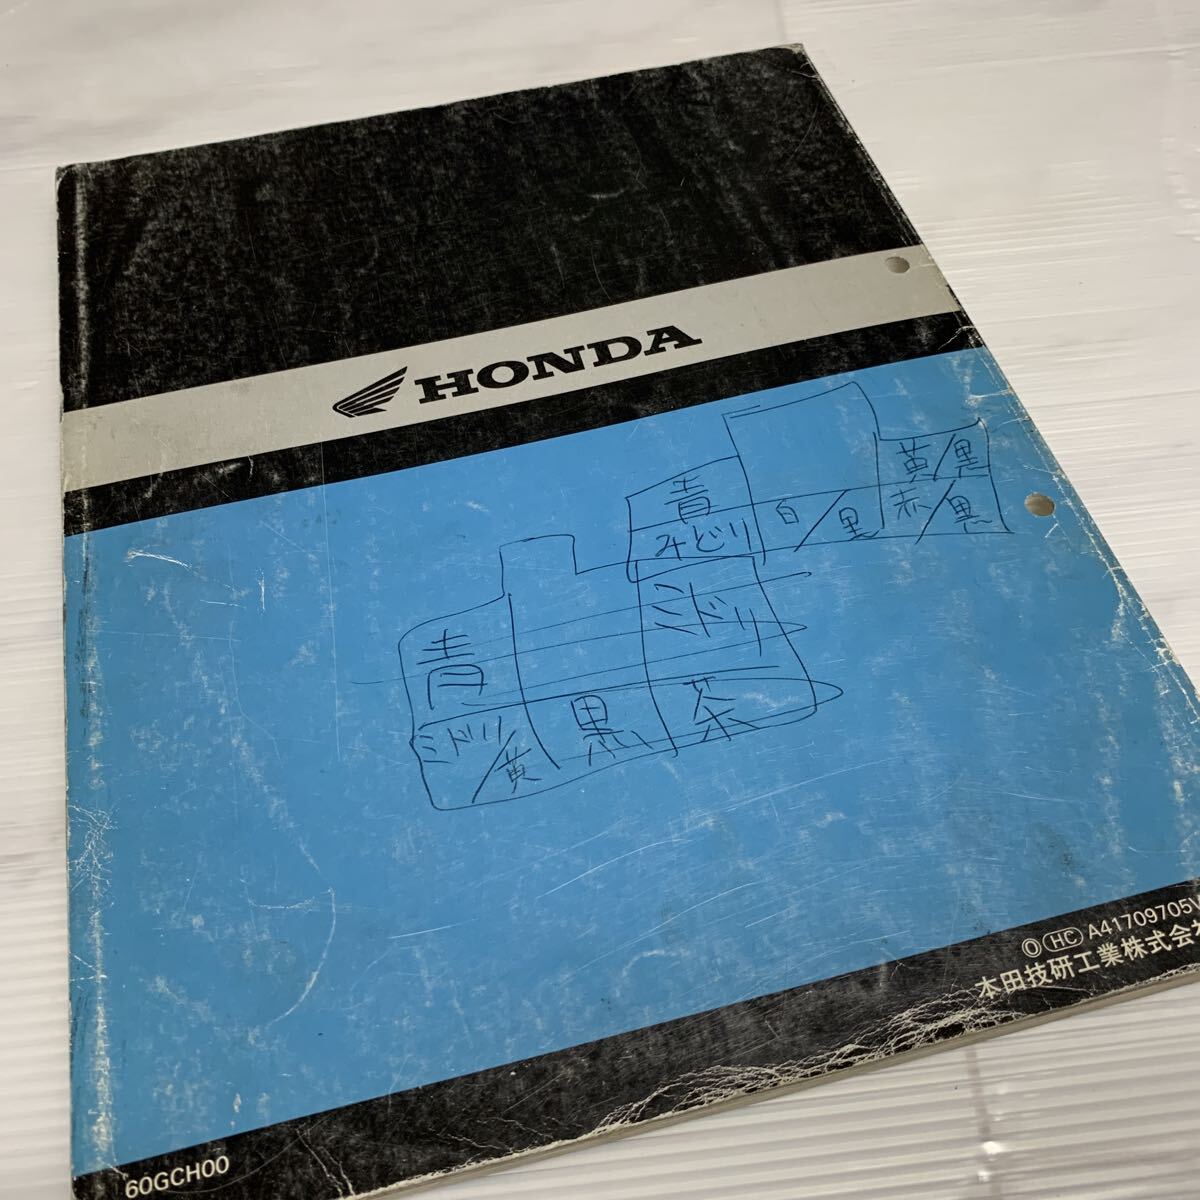 HONDA
黄/黒
青
みどり
白/黒
赤/黒
ミドリ
青
ミドリ/黄
黒
茶
O HC A41709705V
本田技研工業株式会社
60GCH00